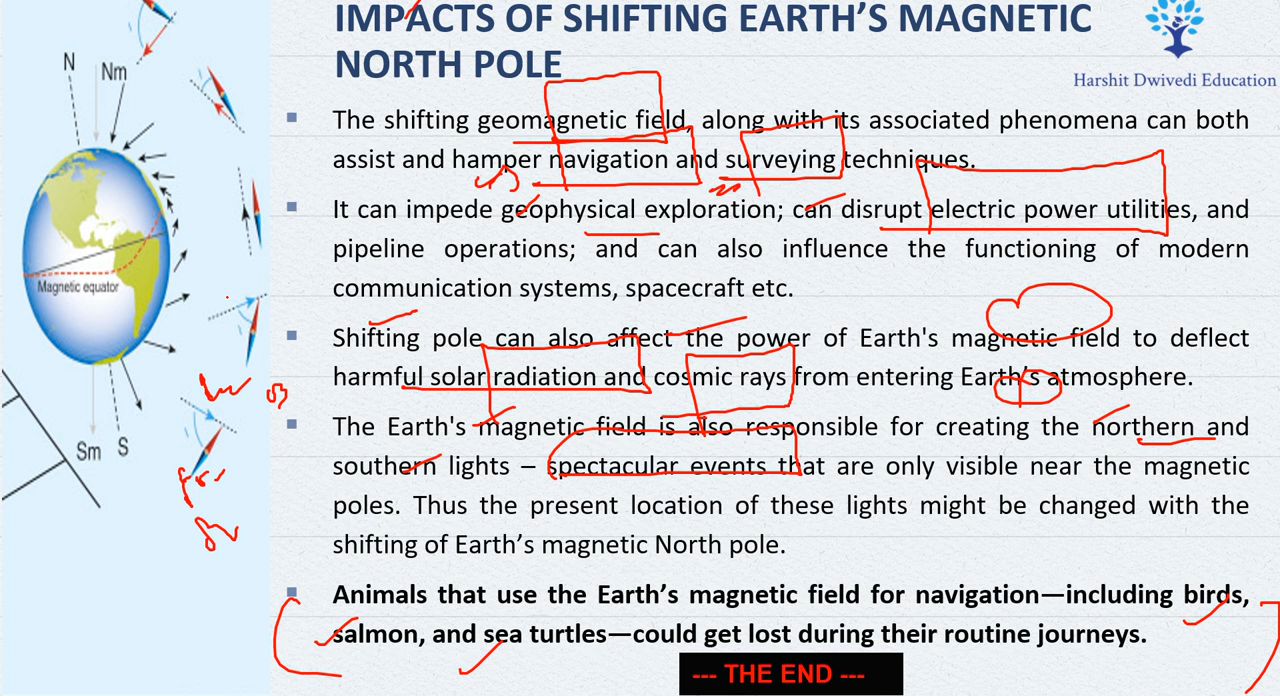 IMPACTS OF SHIFTING EARTH'S MAGNETIC
NORTH POLE
Harshit Dwivedi Education
The shifting geomagnetic field, along with its associated phenomena can both
assist and hamper navigation and surveying techniques.
It can impede geophysical exploration; can disrupt electric power utilities, and
pipeline operations; and can also influence the functioning of modern
communication systems, spacecraft etc.
Shifting pole can also affect the power of Earth's magnetic field to deflect
harmful solar radiation and cosmic rays from entering Earth's atmosphere.
The Earth's magnetic field is also responsible for creating the northern and
southern lights – spectacular events that are only visible near the magnetic
poles. Thus the present location of these lights might be changed with the
shifting of Earth's magnetic North pole.
Animals that use the Earth's magnetic field for navigation—including birds,
salmon, and sea turtles—could get lost during their routine journeys.
--- THE END ---
N
Nm
Magnetic equator
Sm S